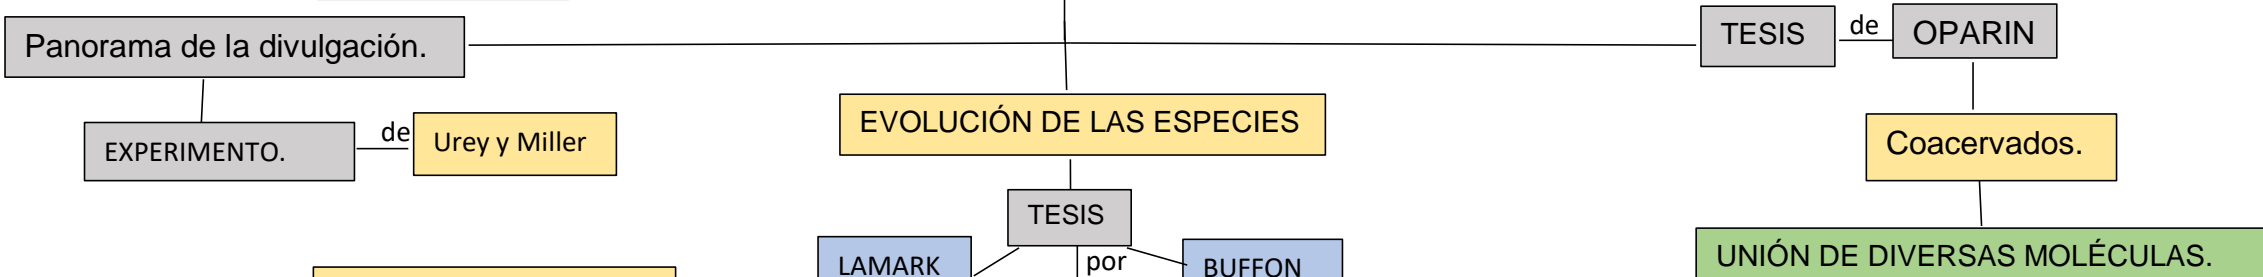 Panorama de la divulgación.
TESIS de OPARIN
EXPERIMENTO. de Urey y Miller
EVOLUCIÓN DE LAS ESPECIES
Coacervados.
TESIS
LAMARK por BUFFON
UNIÓN DE DIVERSAS MOLÉCULAS.